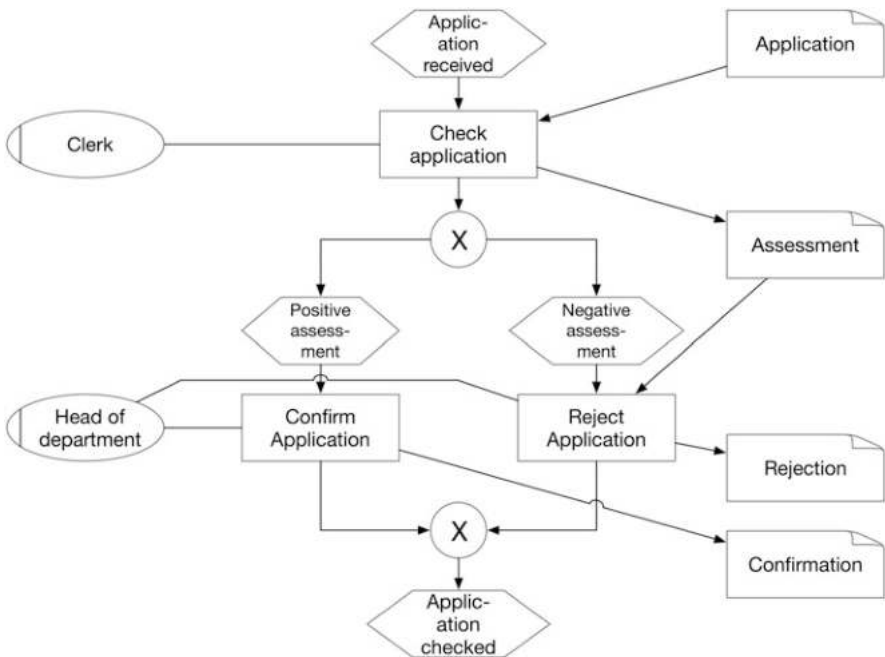 Applic-
ation
received
Application
Clerk
Check
application
X
Assessment
Positive
assess-
ment
Negative
assess-
ment
Head of
department
Confirm
Application
Reject
Application
Rejection
X
Confirmation
Applic-
ation
checked